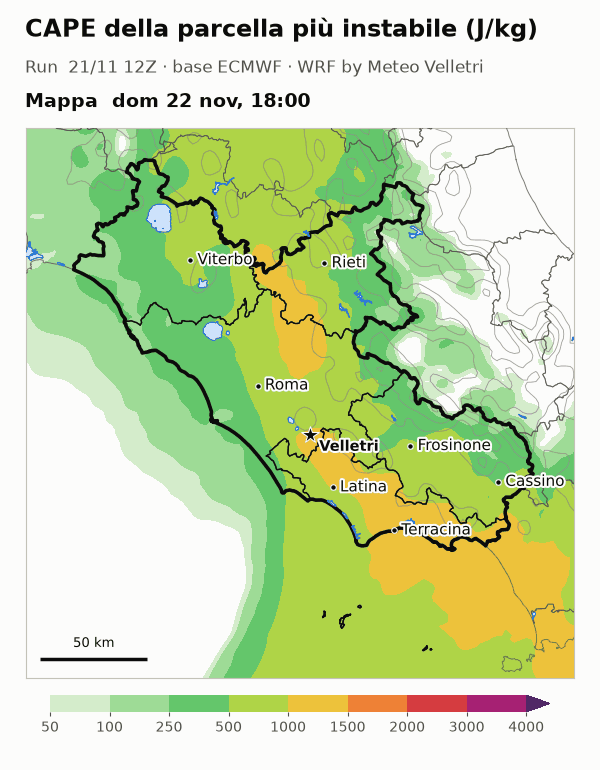 CAPE della parcella più instabile (J/kg)
Run 21/11 12Z · base ECMWF · WRF by Meteo Velletri
Mappa dom 22 nov, 18:00
Viterbo
Rieti
Roma
Velletri
Frosinone
Latina
Cassino
Terracina
50 km
50 100 250 500 1000 1500 2000 3000 4000